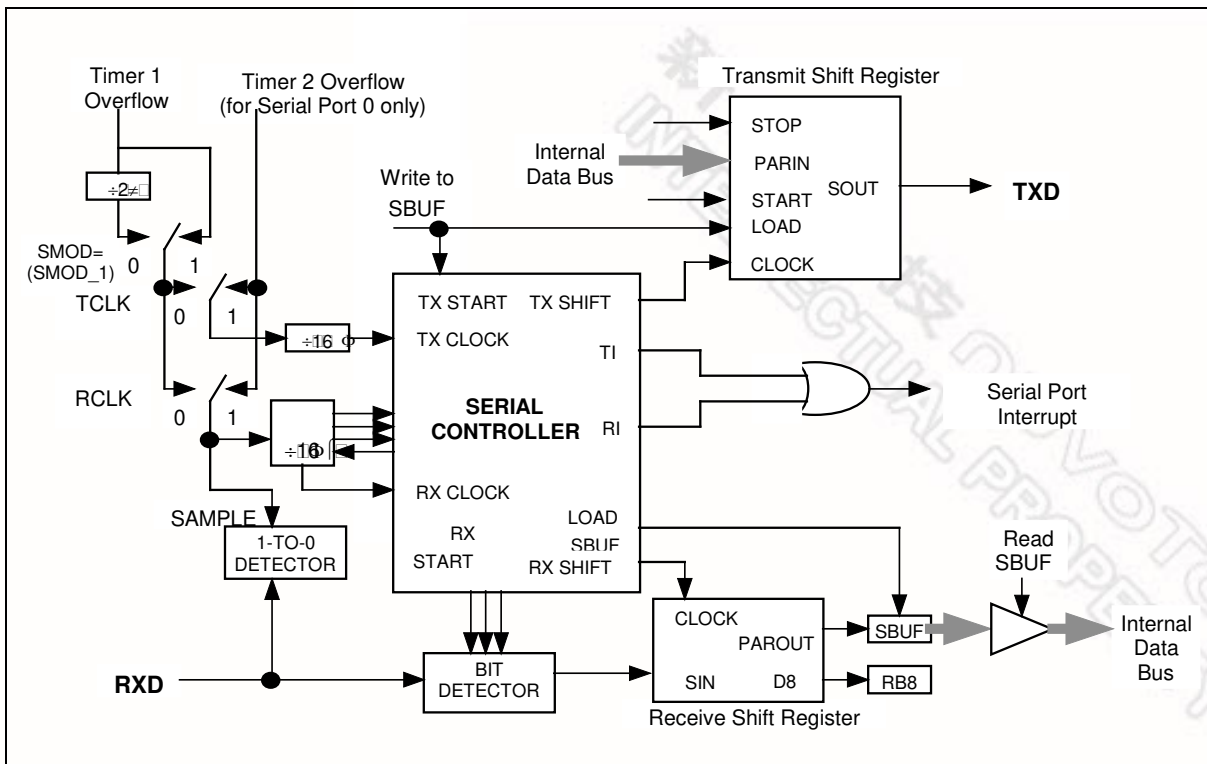 Timer 1
Overflow
Timer 2 Overflow
(for Serial Port 0 only)
Transmit Shift Register
STOP
PARIN
START
LOAD
CLOCK
SOUT
TXD
Internal
Data Bus
Write to
SBUF
÷2
SMOD=
(SMOD_1)
0
1
TCLK
0
1
÷16
RCLK
0
1
÷16
SAMPLE
1-TO-0
DETECTOR
TX START
TX SHIFT
TX CLOCK
TI
SERIAL
CONTROLLER
RI
RX CLOCK
RX
START
LOAD
SBUF
RX SHIFT
Serial Port
Interrupt
CLOCK
PAROUT
SIN
D8
Receive Shift Register
SBUF
RB8
Read
SBUF
Internal
Data
Bus
RXD
BIT
DETECTOR